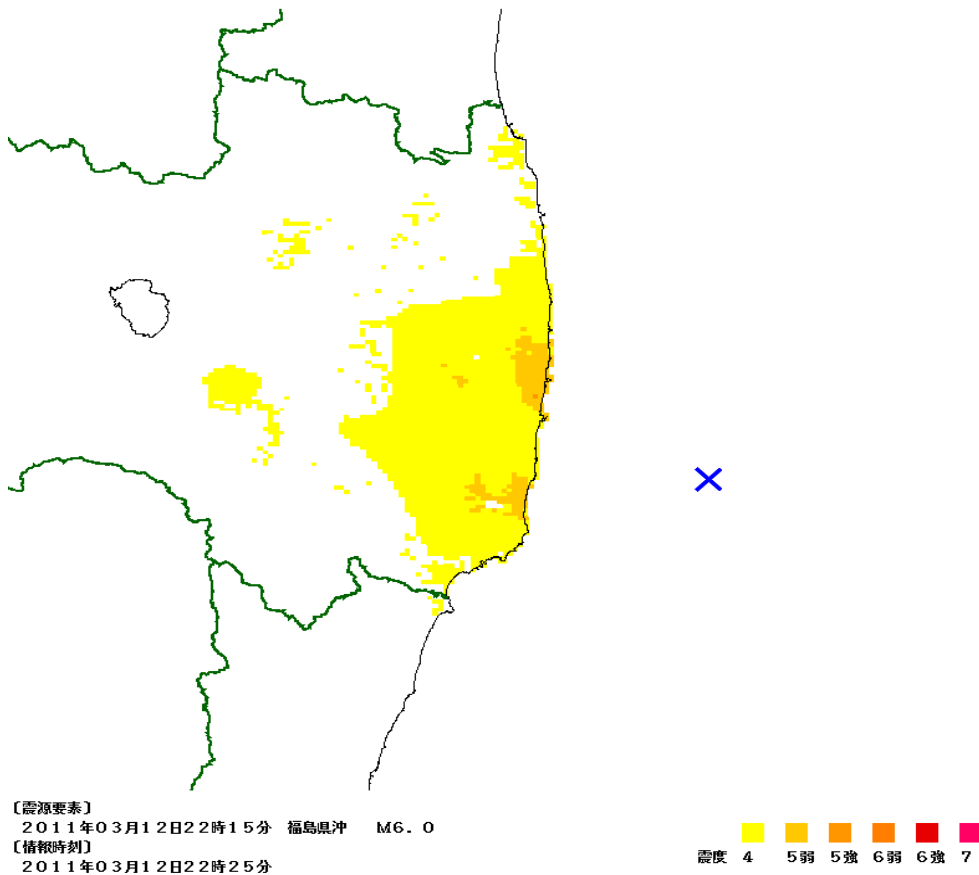 〔震源要素〕
2011年03月12日22時15分 福島県沖 M6.0
〔情報時刻〕
2011年03月12日22時25分
震度 4 5弱 5強 6弱 6強 7